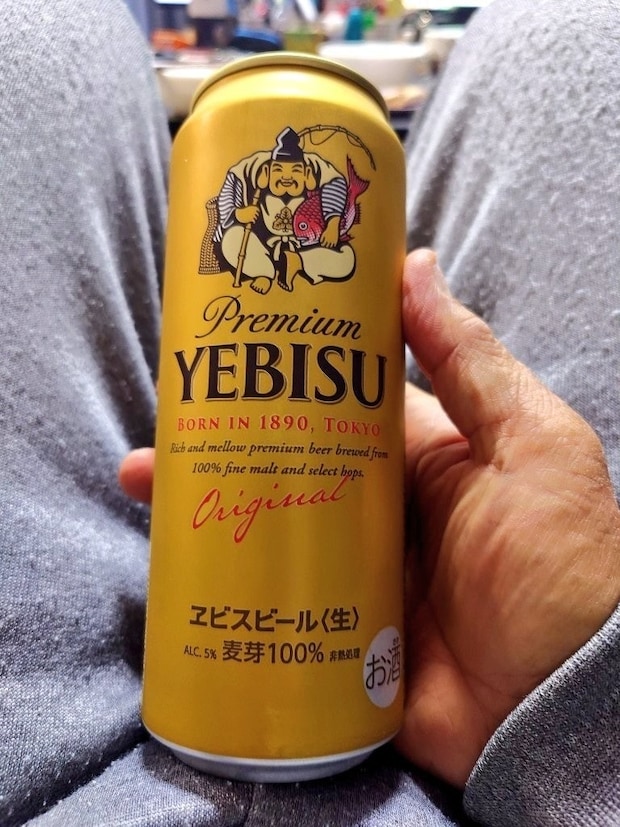 Premium
YEBISU
BORN IN 1890, TOKYO
Rich and mellow premium beer brewed from
100% fine malt and select hops.
Original
ヱビスビール〈生〉
ALC. 5% 麦芽100% 非熱処理
お酒